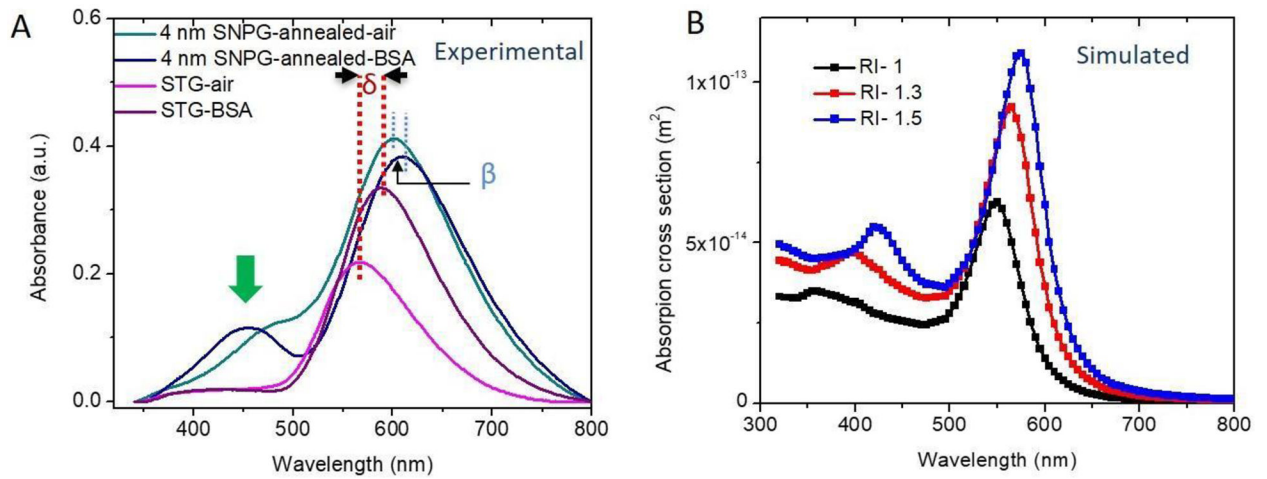 A
4 nm SNPG-annealed-air
4 nm SNPG-annealed-BSA
STG-air
STG-BSA
Experimental
δ
β
0.6
0.4
0.2
0.0
Absorbance (a.u.)
400 500 600 700 800
Wavelength (nm)
B
Simulated
RI- 1
RI- 1.3
RI- 1.5
1x10⁻¹³
5x10⁻¹⁴
0
Absorpion cross section (m²)
300 400 500 600 700 800
Wavelength (nm)